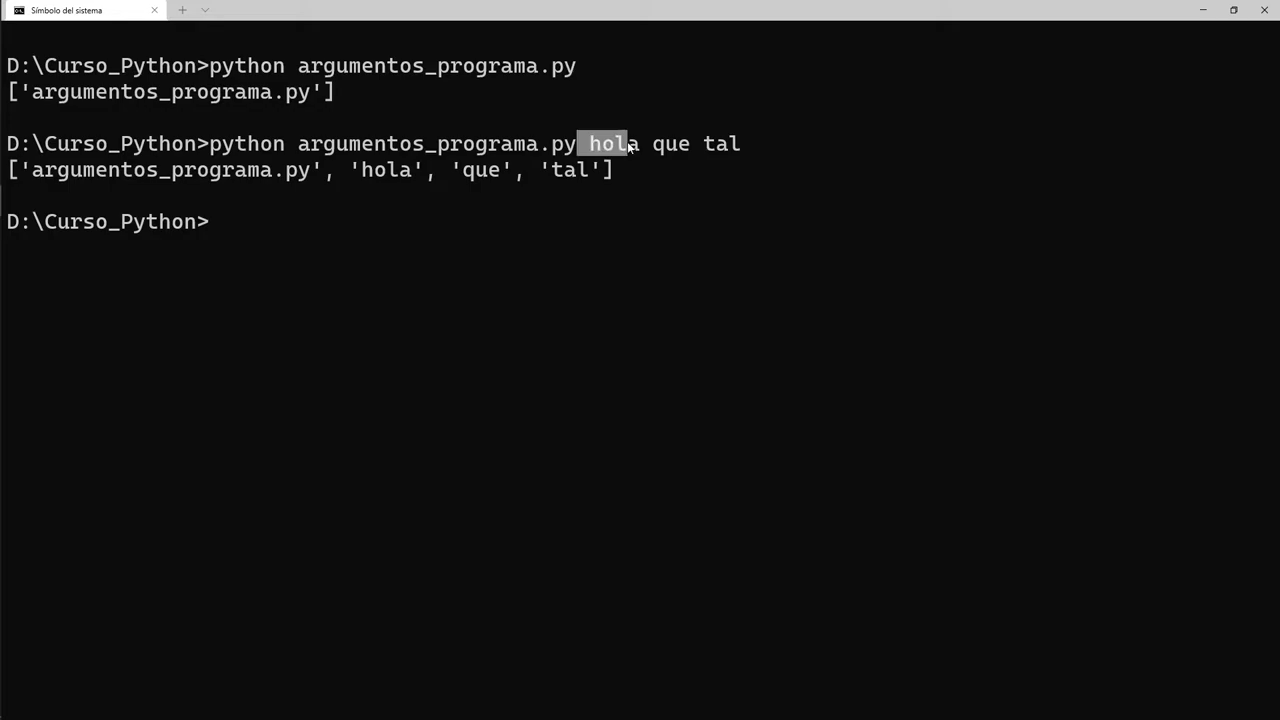 Símbolo del sistema
D:\Curso_Python>python argumentos_programa.py
['argumentos_programa.py']
D:\Curso_Python>python argumentos_programa.py hola que tal
['argumentos_programa.py', 'hola', 'que', 'tal']
D:\Curso_Python>